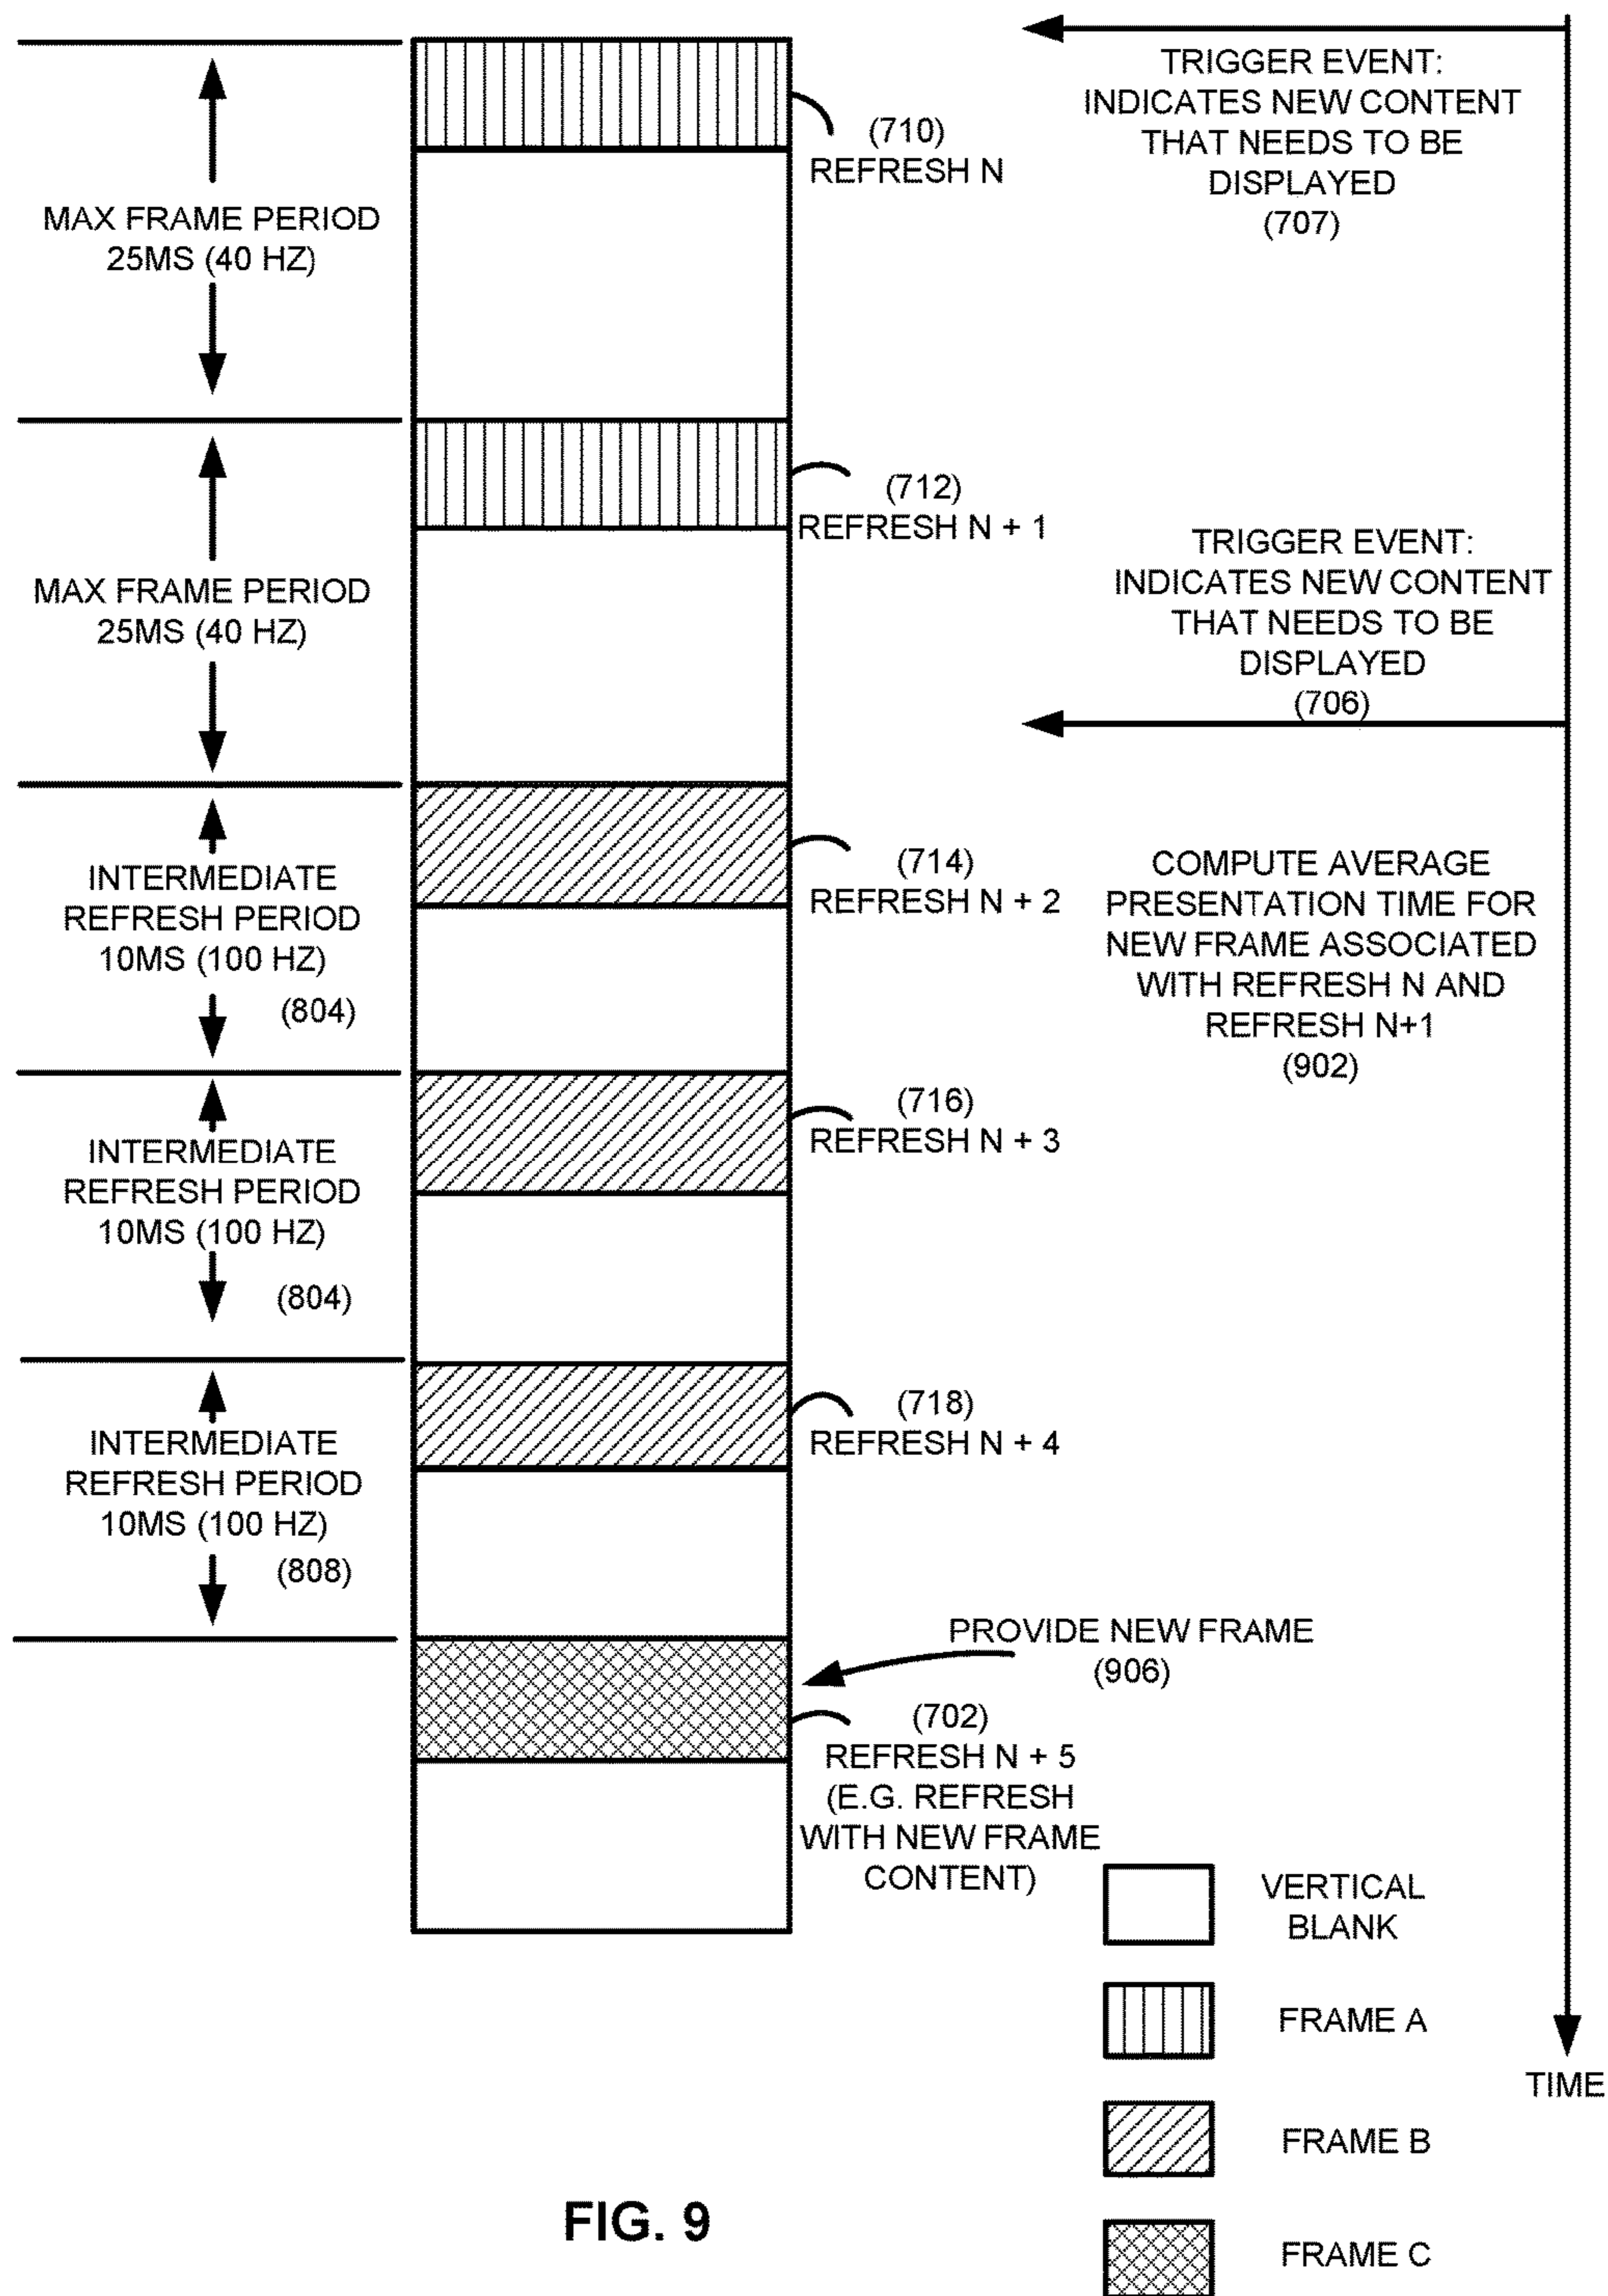 TRIGGER EVENT:
INDICATES NEW CONTENT
THAT NEEDS TO BE
DISPLAYED
(707)
(710)
REFRESH N
MAX FRAME PERIOD
25MS (40 HZ)
(712)
REFRESH N + 1
MAX FRAME PERIOD
25MS (40 HZ)
TRIGGER EVENT:
INDICATES NEW CONTENT
THAT NEEDS TO BE
DISPLAYED
(706)
INTERMEDIATE
REFRESH PERIOD
10MS (100 HZ)
(804)
(714)
REFRESH N + 2
COMPUTE AVERAGE
PRESENTATION TIME FOR
NEW FRAME ASSOCIATED
WITH REFRESH N AND
REFRESH N+1
(902)
INTERMEDIATE
REFRESH PERIOD
10MS (100 HZ)
(804)
(716)
REFRESH N + 3
INTERMEDIATE
REFRESH PERIOD
10MS (100 HZ)
(808)
(718)
REFRESH N + 4
PROVIDE NEW FRAME
(906)
(702)
REFRESH N + 5
(E.G. REFRESH
WITH NEW FRAME
CONTENT)
VERTICAL
BLANK
FRAME A
TIME
FRAME B
FRAME C
FIG. 9